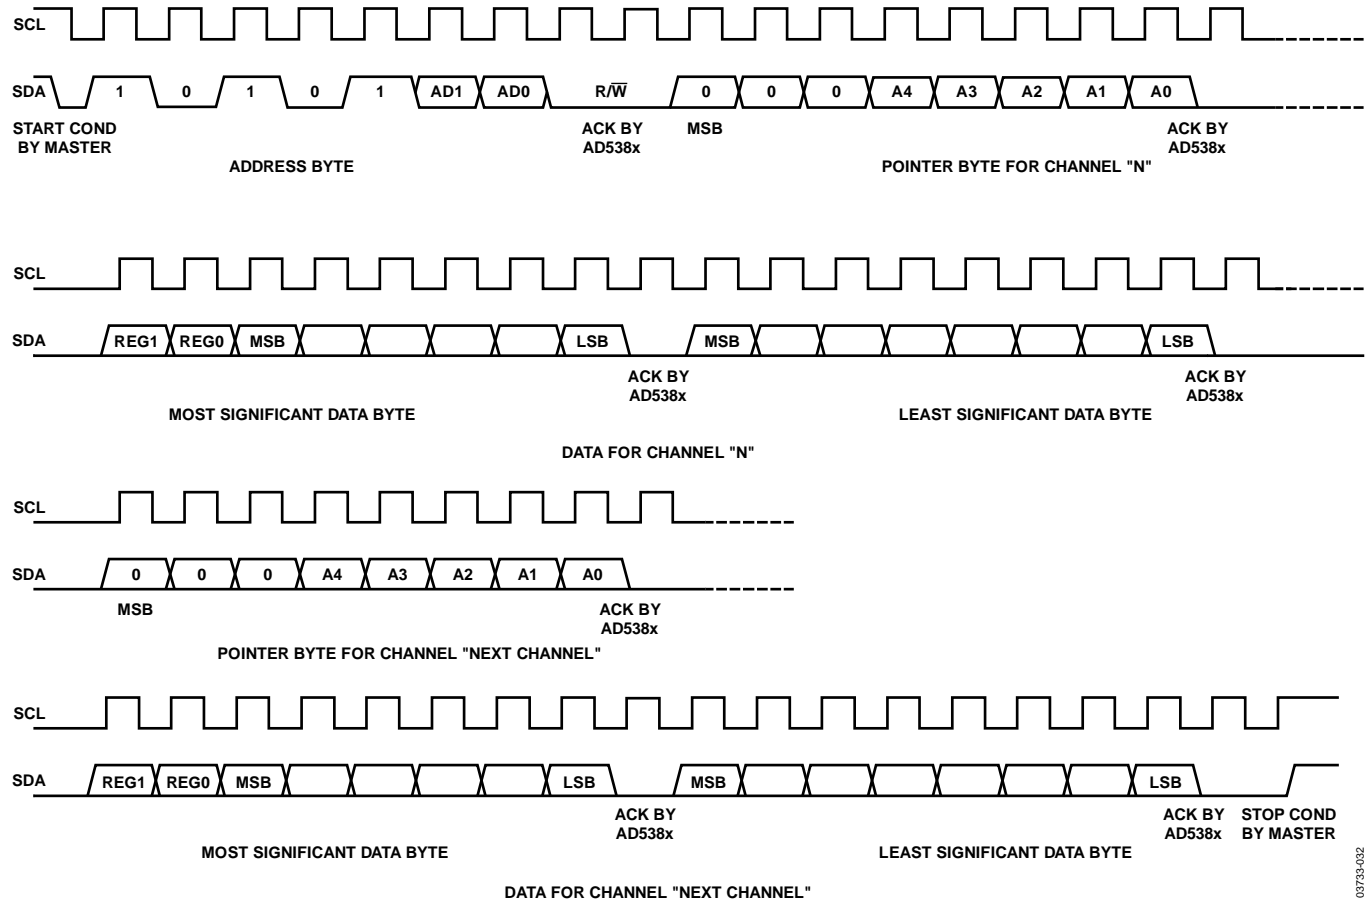 SCL
SDA 1 0 1 0 1 AD1 AD0 R/W̅ 0 0 0 A4 A3 A2 A1 A0
START COND BY MASTER
ACK BY AD538x
MSB
ACK BY AD538x
ADDRESS BYTE
POINTER BYTE FOR CHANNEL "N"
SCL
SDA REG1 REG0 MSB LSB MSB LSB
ACK BY AD538x
ACK BY AD538x
MOST SIGNIFICANT DATA BYTE
LEAST SIGNIFICANT DATA BYTE
DATA FOR CHANNEL "N"
SCL
SDA 0 0 0 A4 A3 A2 A1 A0
MSB
ACK BY AD538x
POINTER BYTE FOR CHANNEL "NEXT CHANNEL"
SCL
SDA REG1 REG0 MSB LSB MSB LSB
ACK BY AD538x
ACK BY AD538x
STOP COND BY MASTER
MOST SIGNIFICANT DATA BYTE
LEAST SIGNIFICANT DATA BYTE
DATA FOR CHANNEL "NEXT CHANNEL"
03733-032